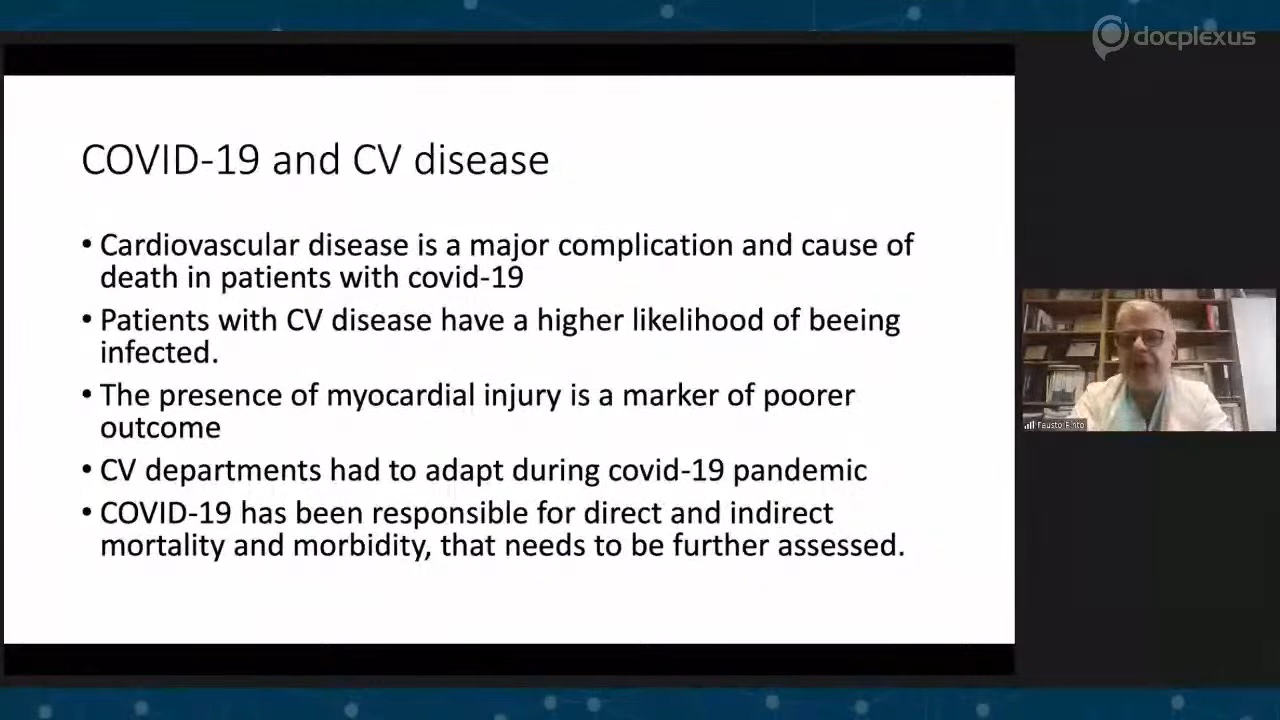 docplexus
COVID-19 and CV disease
• Cardiovascular disease is a major complication and cause of
death in patients with covid-19
• Patients with CV disease have a higher likelihood of beeing
infected.
• The presence of myocardial injury is a marker of poorer
outcome
• CV departments had to adapt during covid-19 pandemic
• COVID-19 has been responsible for direct and indirect
mortality and morbidity, that needs to be further assessed.
Fausto Pinto